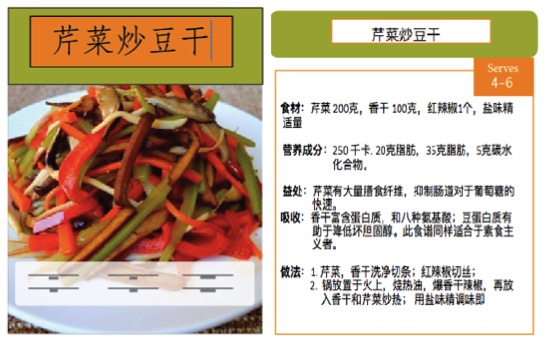 芹菜炒豆干
芹菜炒豆干
Serves
4-6
食材：芹菜 200克，香干 100克，红辣椒1个，盐味精
适量
营养成分：250 千卡. 20克脂肪，35克脂肪，5克碳水
化合物。
益处：芹菜有大量膳食纤维，抑制肠道对于葡萄糖的
快速。
吸收：香干富含蛋白质，和八种氨基酸；豆蛋白质有
助于降低坏胆固醇。此食谱同样适合于素食主
义者。
做法：1. 芹菜，香干洗净切条；红辣椒切丝；
2. 锅放置于火上，烧热油，爆香干辣椒，再放
入香干和芹菜炒热； 用盐味精调味即